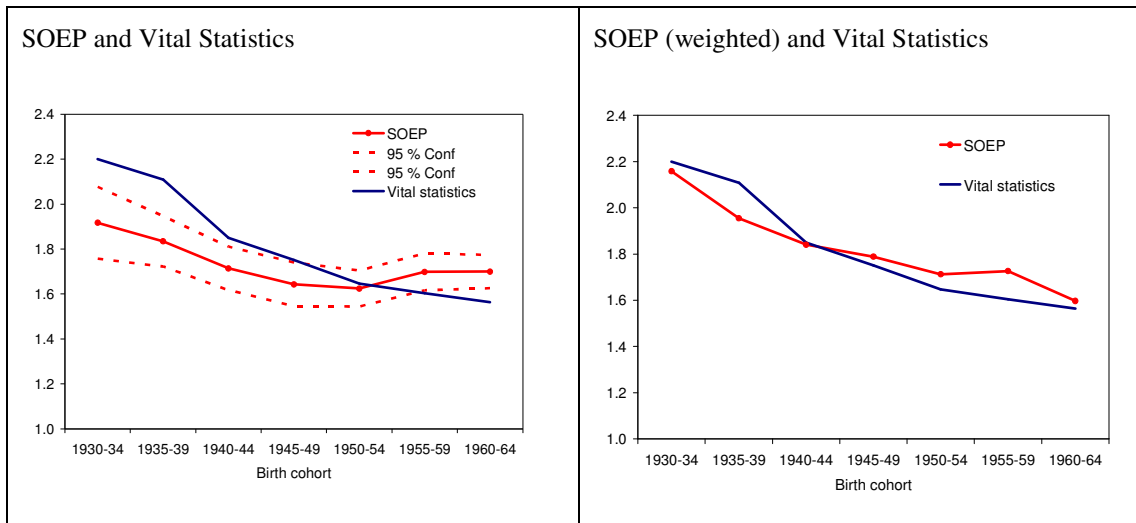 SOEP and Vital Statistics
2.4
2.2
2.0
1.8
1.6
1.4
1.2
1.0
SOEP
95 % Conf
95 % Conf
Vital statistics
1930-34 1935-39 1940-44 1945-49 1950-54 1955-59 1960-64
Birth cohort
SOEP (weighted) and Vital Statistics
2.4
2.2
2.0
1.8
1.6
1.4
1.2
1.0
SOEP
Vital statistics
1930-34 1935-39 1940-44 1945-49 1950-54 1955-59 1960-64
Birth cohort